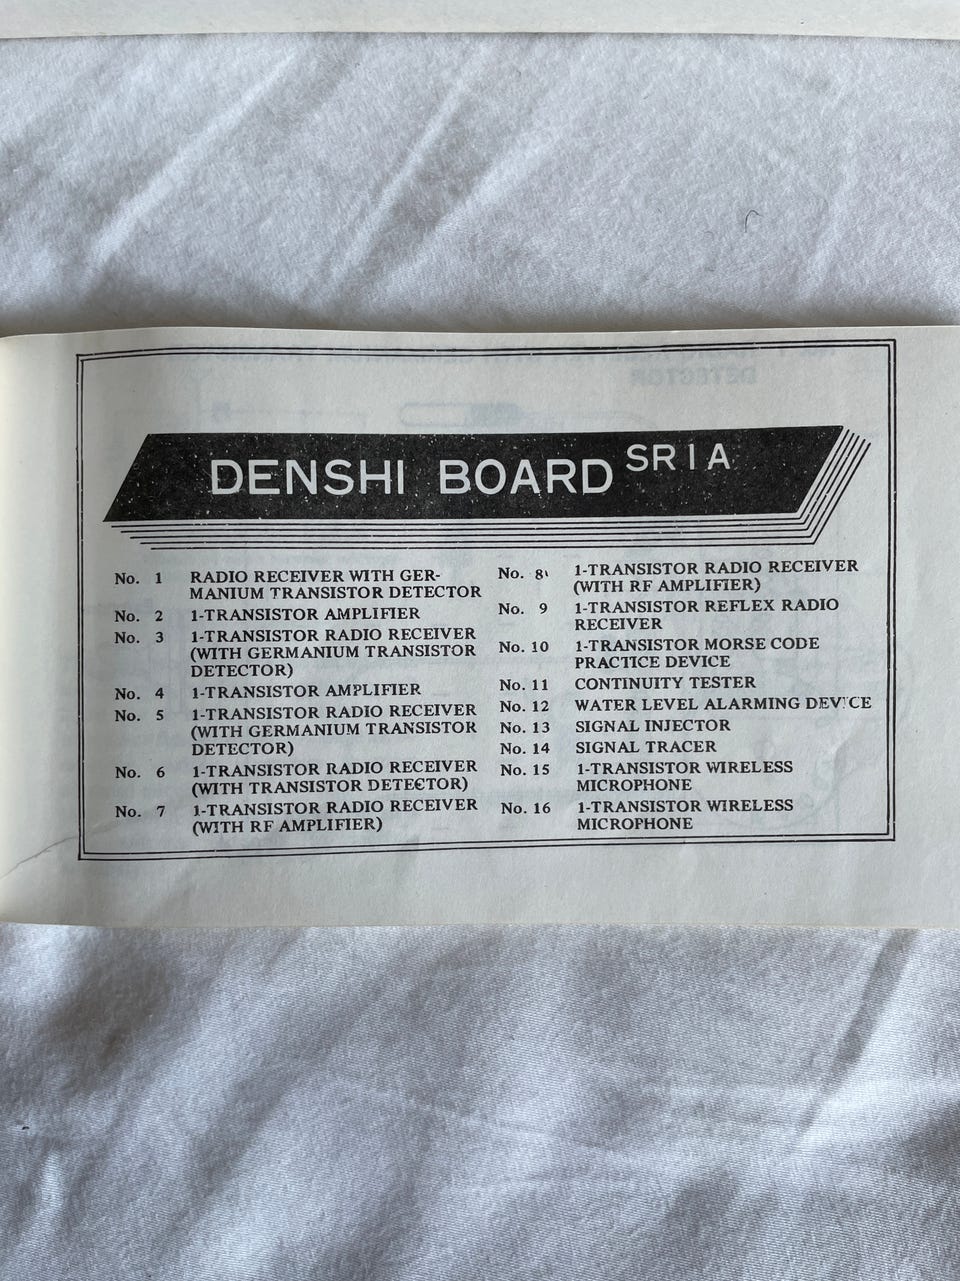 DENSHI BOARD SR1A
No. 1 RADIO RECEIVER WITH GER-
MANIUM TRANSISTOR DETECTOR
No. 2 1-TRANSISTOR AMPLIFIER
No. 3 1-TRANSISTOR RADIO RECEIVER
(WITH GERMANIUM TRANSISTOR
DETECTOR)
No. 4 1-TRANSISTOR AMPLIFIER
No. 5 1-TRANSISTOR RADIO RECEIVER
(WITH GERMANIUM TRANSISTOR
DETECTOR)
No. 6 1-TRANSISTOR RADIO RECEIVER
(WITH TRANSISTOR DETECTOR)
No. 7 1-TRANSISTOR RADIO RECEIVER
(WITH RF AMPLIFIER)
No. 8 1-TRANSISTOR RADIO RECEIVER
(WITH RF AMPLIFIER)
No. 9 1-TRANSISTOR REFLEX RADIO
RECEIVER
No. 10 1-TRANSISTOR MORSE CODE
PRACTICE DEVICE
No. 11 CONTINUITY TESTER
No. 12 WATER LEVEL ALARMING DEVICE
No. 13 SIGNAL INJECTOR
No. 14 SIGNAL TRACER
No. 15 1-TRANSISTOR WIRELESS
MICROPHONE
No. 16 1-TRANSISTOR WIRELESS
MICROPHONE